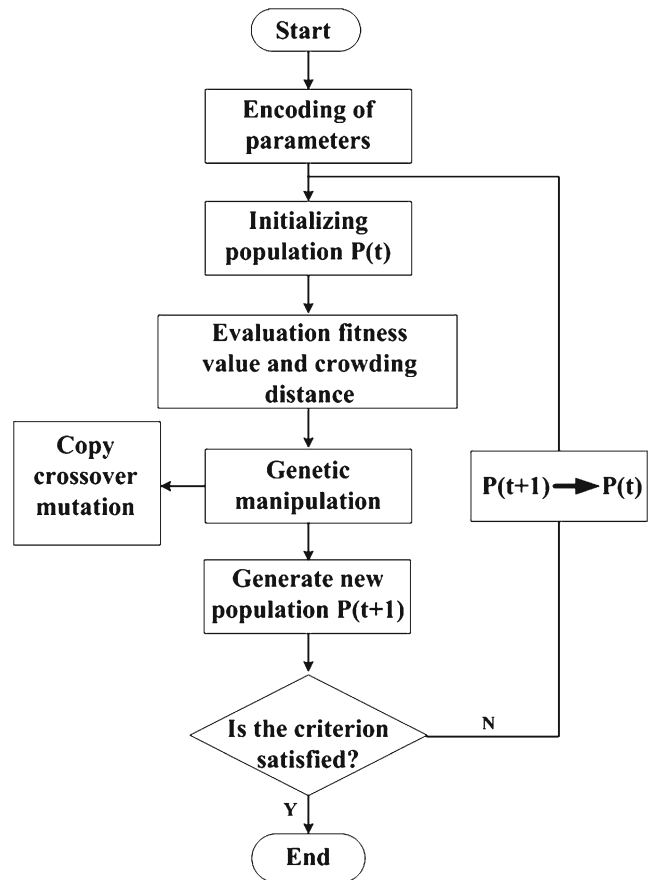 Start
Encoding of
parameters
Initializing
population P(t)
Evaluation fitness
value and crowding
distance
Copy
crossover
mutation
Genetic
manipulation
P(t+1) P(t)
Generate new
population P(t+1)
Is the criterion
satisfied?
N
Y
End